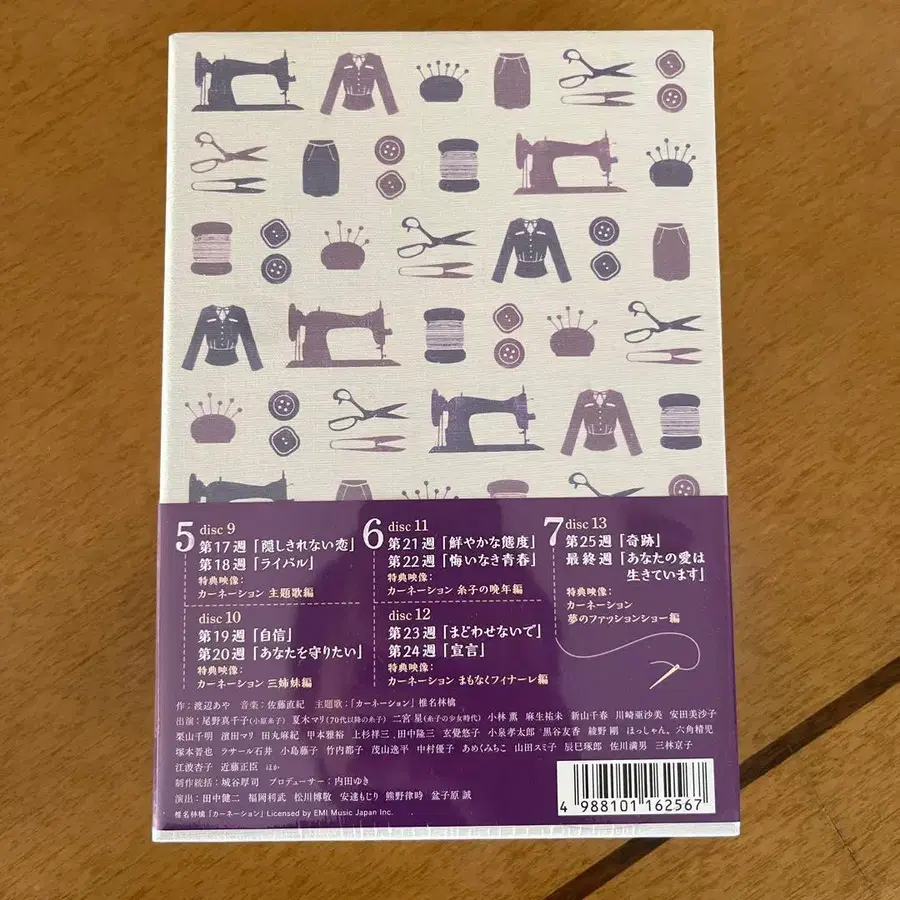 5 disc 9
第17週「隠しきれない恋」
第18週「ライバル」
特典映像:
カーネーション 主題歌編
disc 10
第19週「自信」
第20週「あなたを守りたい」
特典映像:
カーネーション 三姉妹編
6 disc 11
第21週「鮮やかな態度」
第22週「悔いなき青春」
特典映像:
カーネーション 糸子の晩年編
disc 12
第23週「まどわせないで」
第24週「宣言」
特典映像:
カーネーション まもなくフィナーレ編
7 disc 13
第25週「奇跡」
最終週「あなたの愛は
生きています」
特典映像:
カーネーション
夢のファッションショー編
作:渡辺あや 音楽:佐藤直紀 主題歌:「カーネーション」椎名林檎
出演:尾野真千子(小原糸子) 夏木マリ(70代以降の糸子) 二宮 星(糸子の少女時代) 小林 薫 麻生祐未 新山千春 川崎亜沙美 安田美沙子
栗山千明 濱田マリ 田丸麻紀 甲本雅裕 上杉祥三 田中隆三 玄覺悠子 小泉孝太郎 黒谷友香 綾野 剛 ほっしゃん。 六角精児
塚本晋也 ラサール石井 小島藤子 竹内都子 茂山逸平 中村優子 あめくみちこ 山田スミ子 辰巳琢郎 佐川満男 三林京子
江波杏子 近藤正臣 ほか
制作統括:城谷厚司 プロデューサー:内田ゆき
演出:田中健二 福岡利武 松川博敬 安達もじり 熊野律時 盆子原 誠
椎名林檎「カーネーション」Licensed by EMI Music Japan Inc.
4 988101 162567